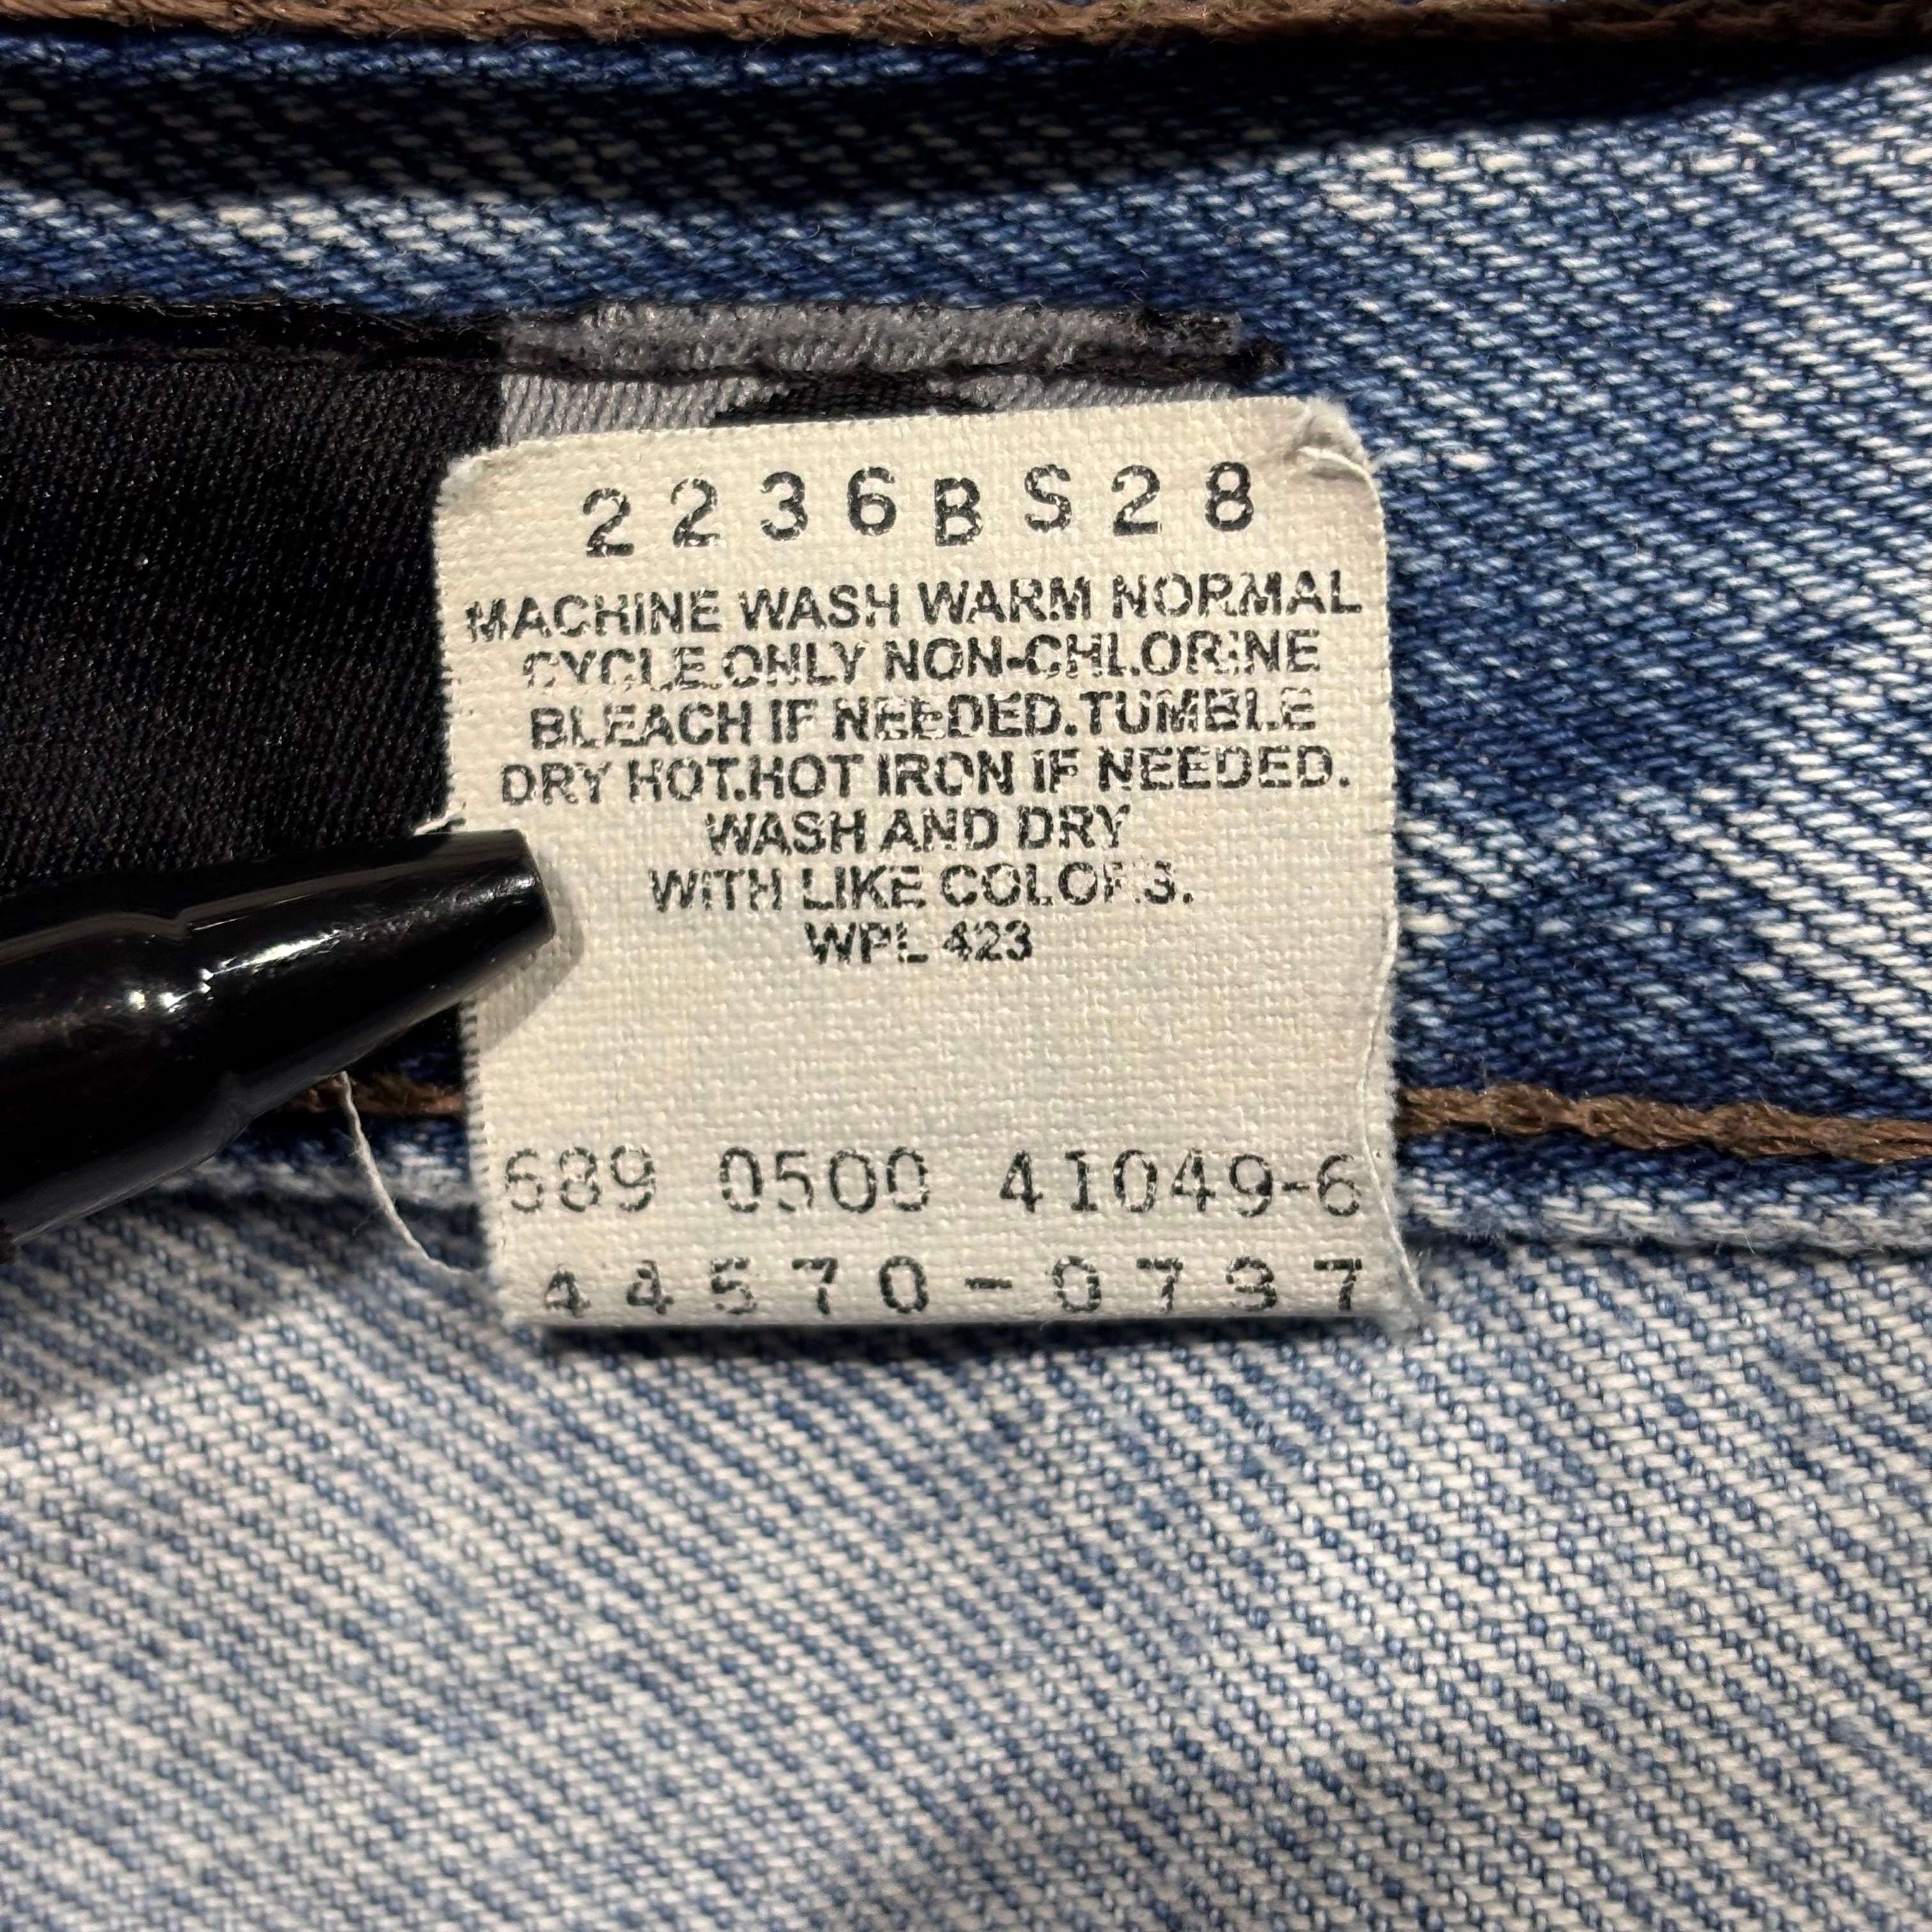 2236BS28
MACHINE WASH WARM NORMAL
CYCLE.ONLY NON-CHLORINE
BLEACH IF NEEDED.TUMBLE
DRY HOT.HOT IRON IF NEEDED.
WASH AND DRY
WITH LIKE COLORS.
WPL 423
689 0500 41049-6
44570-0797